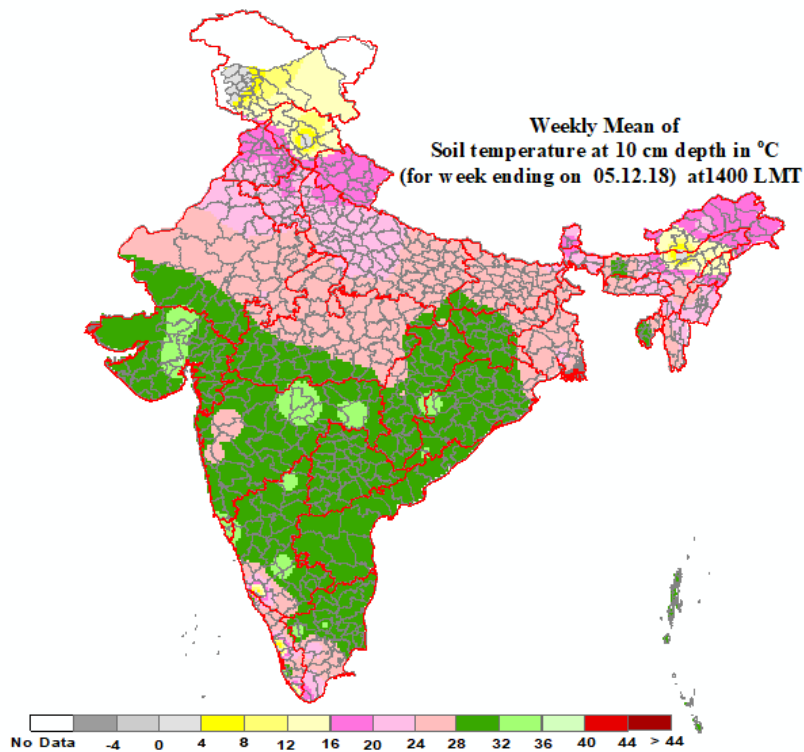 Weekly Mean of
Soil temperature at 10 cm depth in °C
(for week ending on 05.12.18) at1400 LMT
No Data -4 0 4 8 12 16 20 24 28 32 36 40 44 > 44